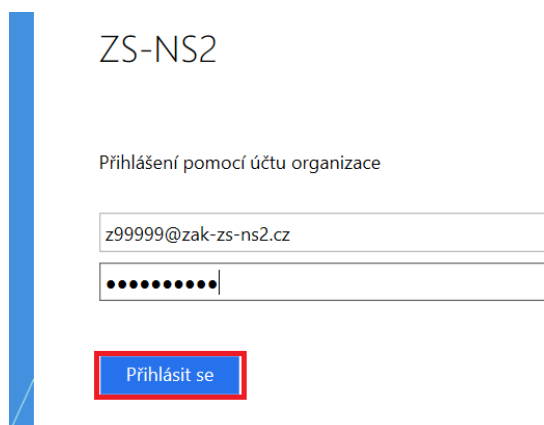 ZS-NS2
Přihlášení pomocí účtu organizace
z99999@zak-zs-ns2.cz
●●●●●●●●●●
Přihlásit se